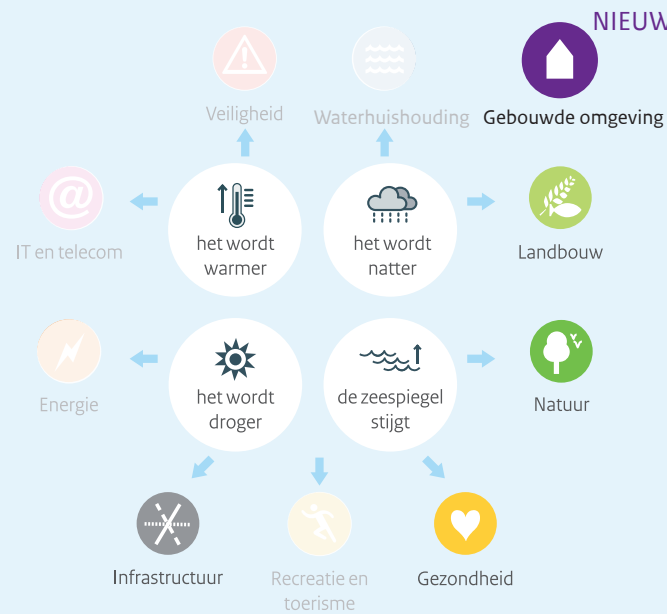 NIEUW
Veiligheid
Waterhuishouding
Gebouwde omgeving
@
IT en telecom
het wordt
warmer
het wordt
natter
Landbouw
Energie
het wordt
droger
de zeespiegel
stijgt
Natuur
Infrastructuur
Recreatie en
toerisme
Gezondheid